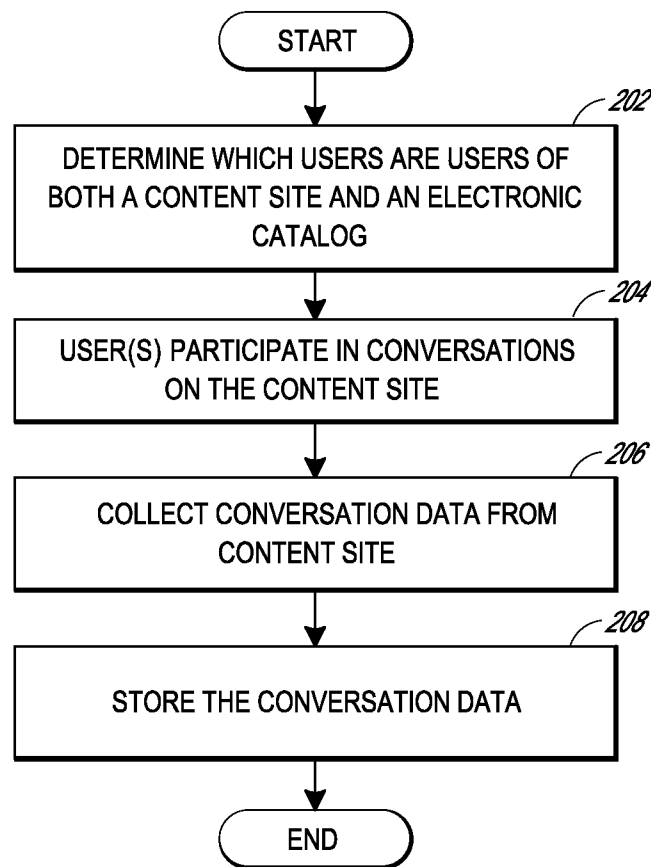 START
202
DETERMINE WHICH USERS ARE USERS OF
BOTH A CONTENT SITE AND AN ELECTRONIC
CATALOG
204
USER(S) PARTICIPATE IN CONVERSATIONS
ON THE CONTENT SITE
206
COLLECT CONVERSATION DATA FROM
CONTENT SITE
208
STORE THE CONVERSATION DATA
END